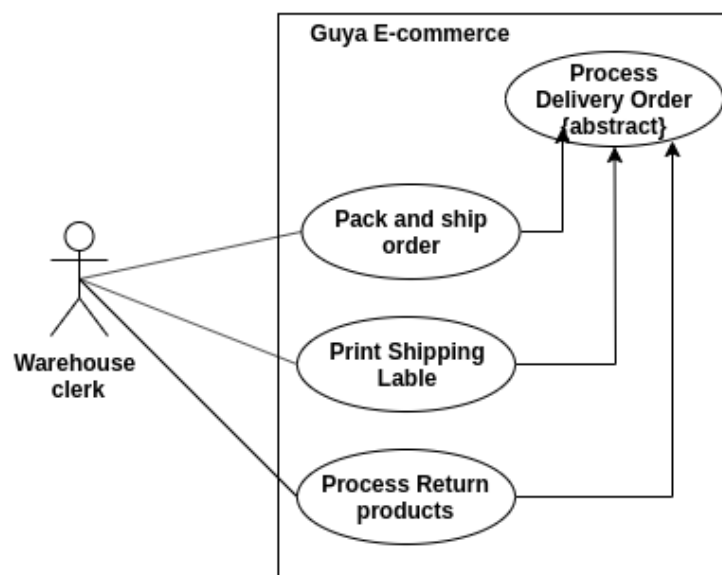 Guya E-commerce
Process
Delivery Order
{abstract}
Pack and ship
order
Print Shipping
Lable
Warehouse
clerk
Process Return
products